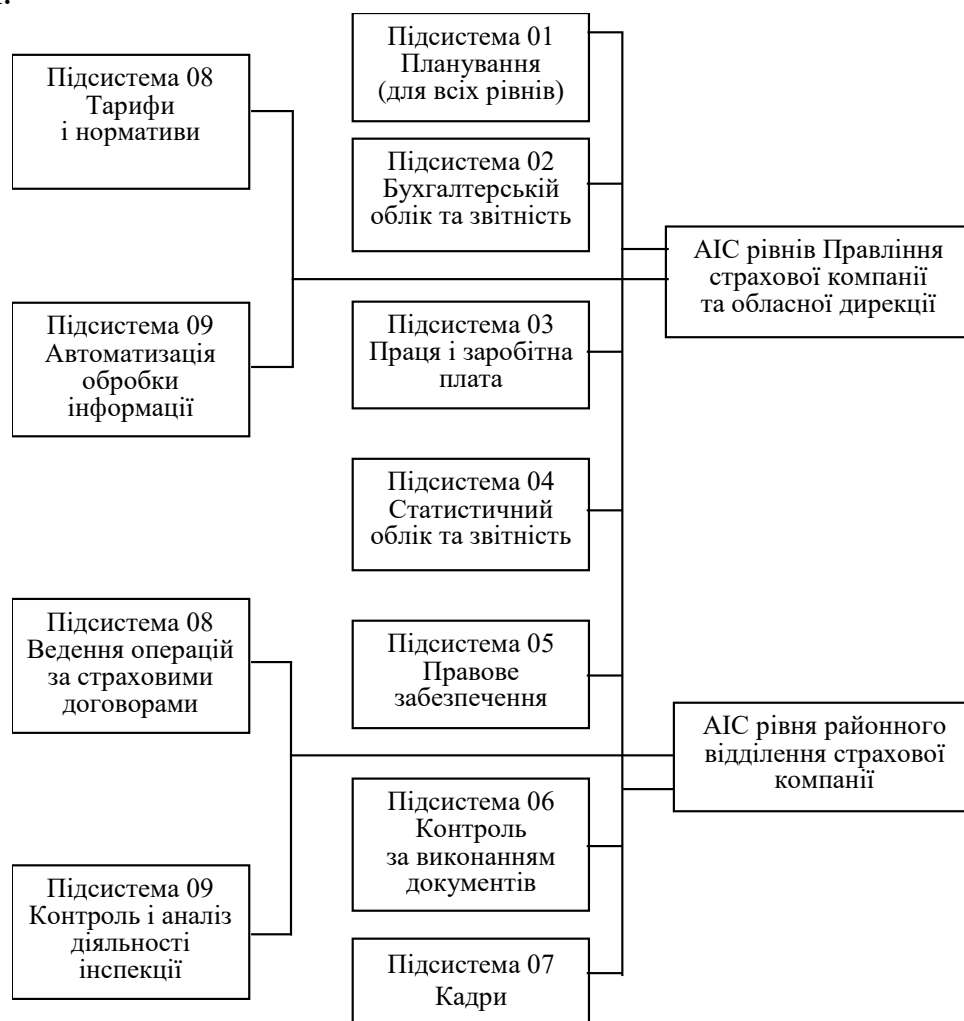 Підсистема 01
Планування
(для всіх рівнів)
Підсистема 08
Тарифи
і нормативи
Підсистема 02
Бухгалтерській
облік та звітність
АІС рівнів Правління
страхової компанії
та обласної дирекції
Підсистема 09
Автоматизація
обробки
інформації
Підсистема 03
Праця і заробітна
плата
Підсистема 04
Статистичний
облік та звітність
Підсистема 08
Ведення операцій
за страховими
договорами
Підсистема 05
Правове
забезпечення
АІС рівня районного
відділення страхової
компанії
Підсистема 06
Контроль
за виконанням
документів
Підсистема 09
Контроль і аналіз
діяльності
інспекції
Підсистема 07
Кадри